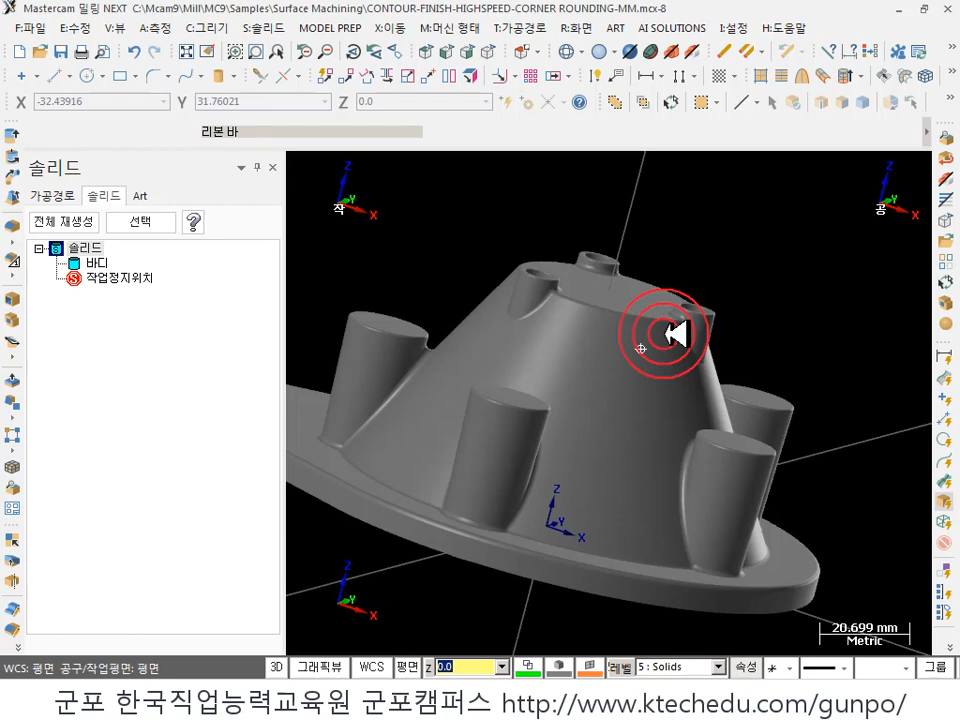 Mastercam 밀링 NEXT C:\Mcam9\Mill\MC9\Samples\Surface Machining\CONTOUR-FINISH-HIGHSPEED-CORNER ROUNDING-MM.mcx-8
F:파일 E:수정 V:뷰 A:측정 C:그리기 S:솔리드 MODEL PREP X:이동 M:머신 형태 T:가공경로 R:화면 ART AI SOLUTIONS I:설정 H:도움말
X -32.43916 Y 31.76021 Z 0.0
리본 바
솔리드
가공경로 솔리드 Art
전체 재생성 선택
솔리드
바디
작업정지위치
Z
Y
X
작
Z
Y
X
공
Z
Y
X
Z
Y
X
20.699 mm
Metric
WCS: 평면 공구/작업평면: 평면 3D 그래픽뷰 WCS 평면 Z 0.0 레벨 5 : Solids 속성 그룹
군포 한국직업능력교육원 군포캠퍼스 http://www.ktechedu.com/gunpo/